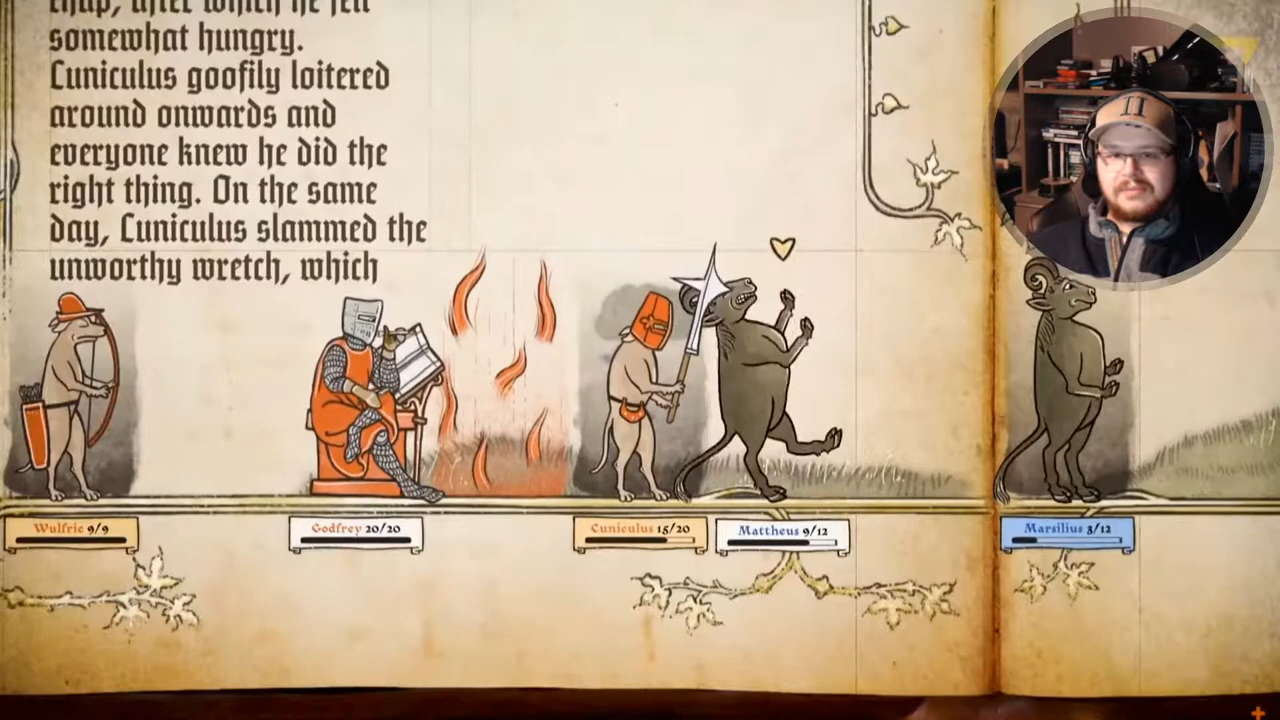 somewhat hungry.
Cuniculus goofily loitered
around onwards and
everyone knew he did the
right thing. On the same
day, Cuniculus slammed the
unworthy wretch, which
Wulfric 9/9
Godfrey 20/20
Cuniculus 15/20
Mattheus 9/12
Marsilius 3/12
II